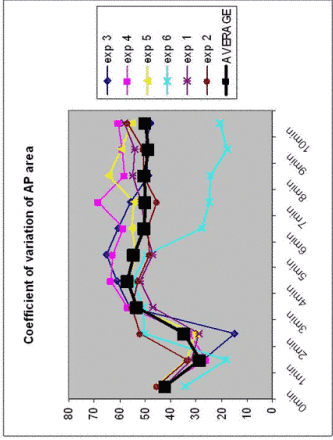 Coefficient of variation of AP area
exp 3
exp 4
exp 5
exp 6
exp 1
exp 2
AVERAGE
80
70
60
50
40
30
20
10
0
0min
1min
2min
3min
4min
5min
6min
7min
8min
9min
10min